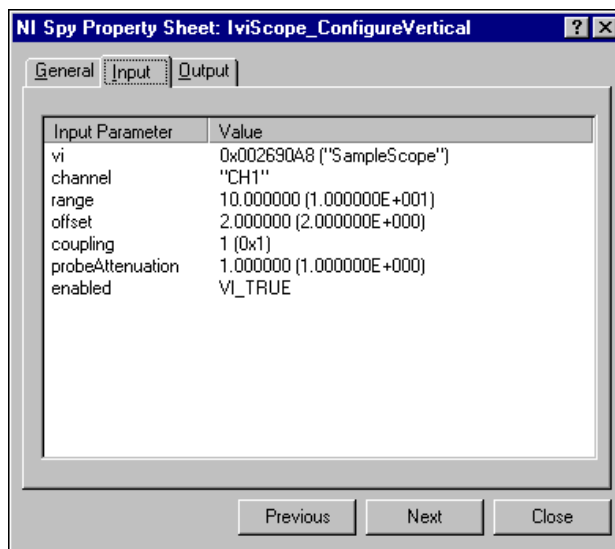 NI Spy Property Sheet: IviScope_ConfigureVertical ? ×
General Input Output
Input Parameter Value
vi 0x002690A8 ("SampleScope")
channel "CH1"
range 10.000000 (1.000000E+001)
offset 2.000000 (2.000000E+000)
coupling 1 (0x1)
probeAttenuation 1.000000 (1.000000E+000)
enabled VI_TRUE
Previous Next Close